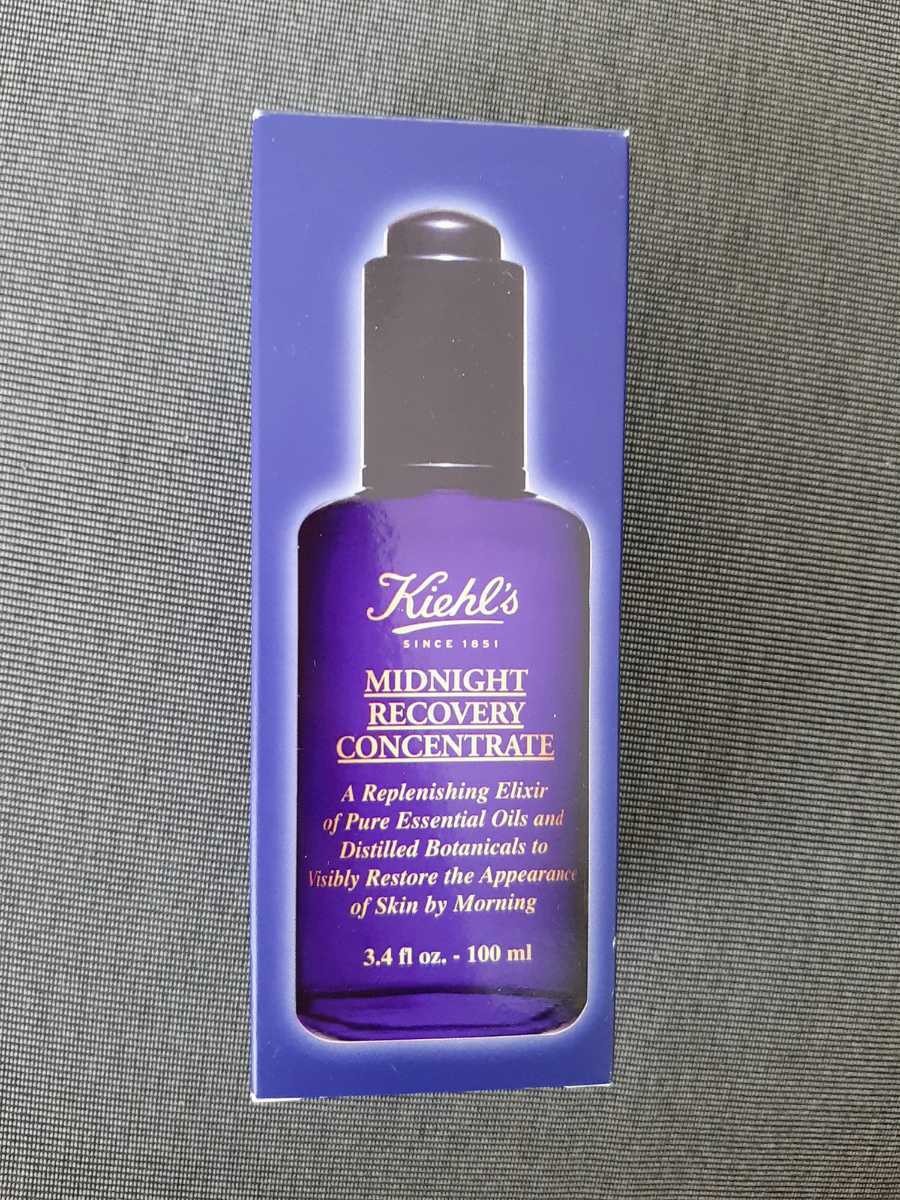 Kiehl's
SINCE 1851
MIDNIGHT
RECOVERY
CONCENTRATE
A Replenishing Elixir
of Pure Essential Oils and
Distilled Botanicals to
Visibly Restore the Appearance
of Skin by Morning
3.4 fl oz. - 100 ml